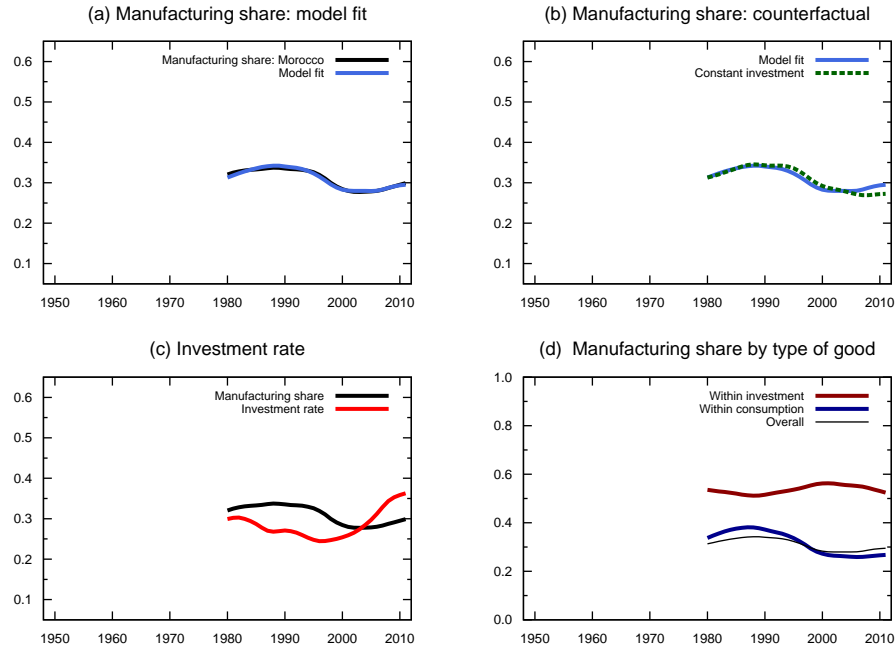 (a) Manufacturing share: model fit
Manufacturing share: Morocco
Model fit
0.6
0.5
0.4
0.3
0.2
0.1
1950 1960 1970 1980 1990 2000 2010
(b) Manufacturing share: counterfactual
Model fit
Constant investment
0.6
0.5
0.4
0.3
0.2
0.1
1950 1960 1970 1980 1990 2000 2010
(c) Investment rate
Manufacturing share
Investment rate
0.6
0.5
0.4
0.3
0.2
0.1
1950 1960 1970 1980 1990 2000 2010
(d) Manufacturing share by type of good
Within investment
Within consumption
Overall
1.0
0.8
0.6
0.4
0.2
0.0
1950 1960 1970 1980 1990 2000 2010